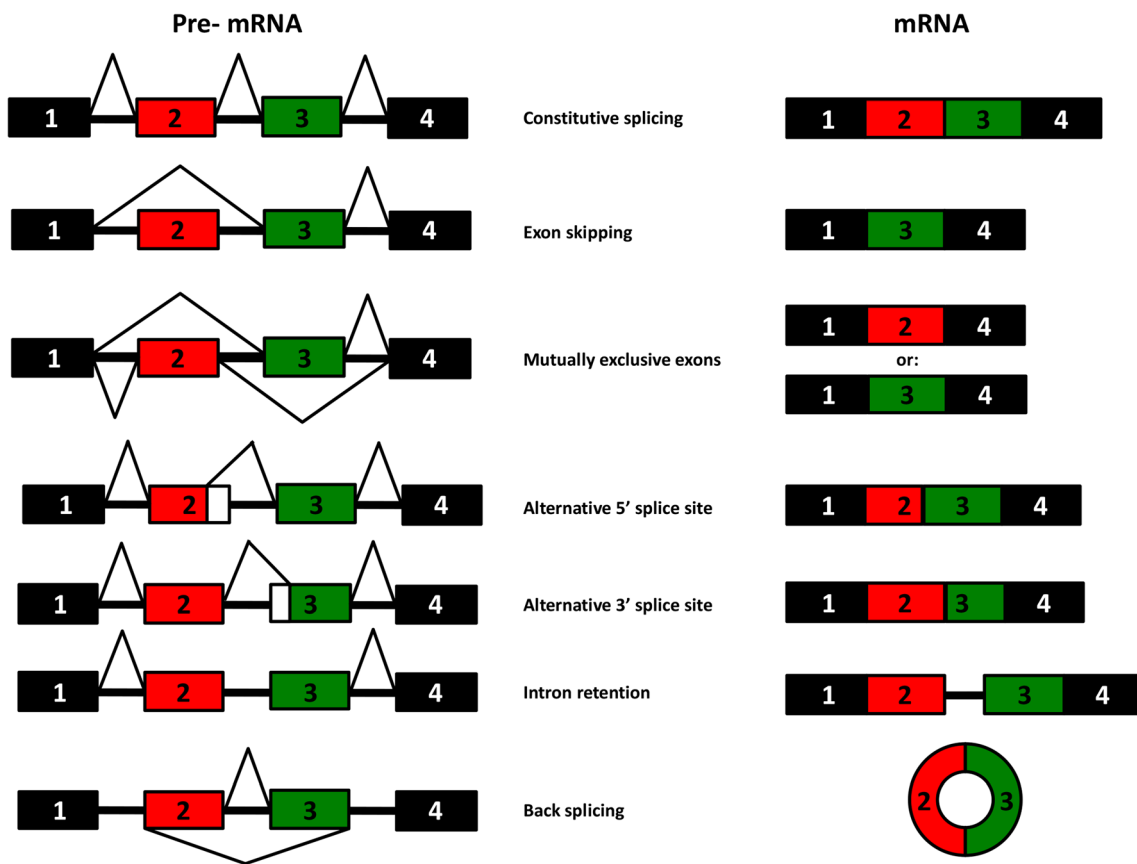 Pre- mRNA mRNA
1 2 3 4 Constitutive splicing 1 2 3 4
1 2 3 4 Exon skipping 1 3 4
1 2 4
1 2 3 4 Mutually exclusive exons or:
1 3 4
1 2 3 4 Alternative 5’ splice site 1 2 3 4
1 2 3 4 Alternative 3’ splice site 1 2 3 4
1 2 3 4 Intron retention 1 2 3 4
1 2 3 4 Back splicing 2 3